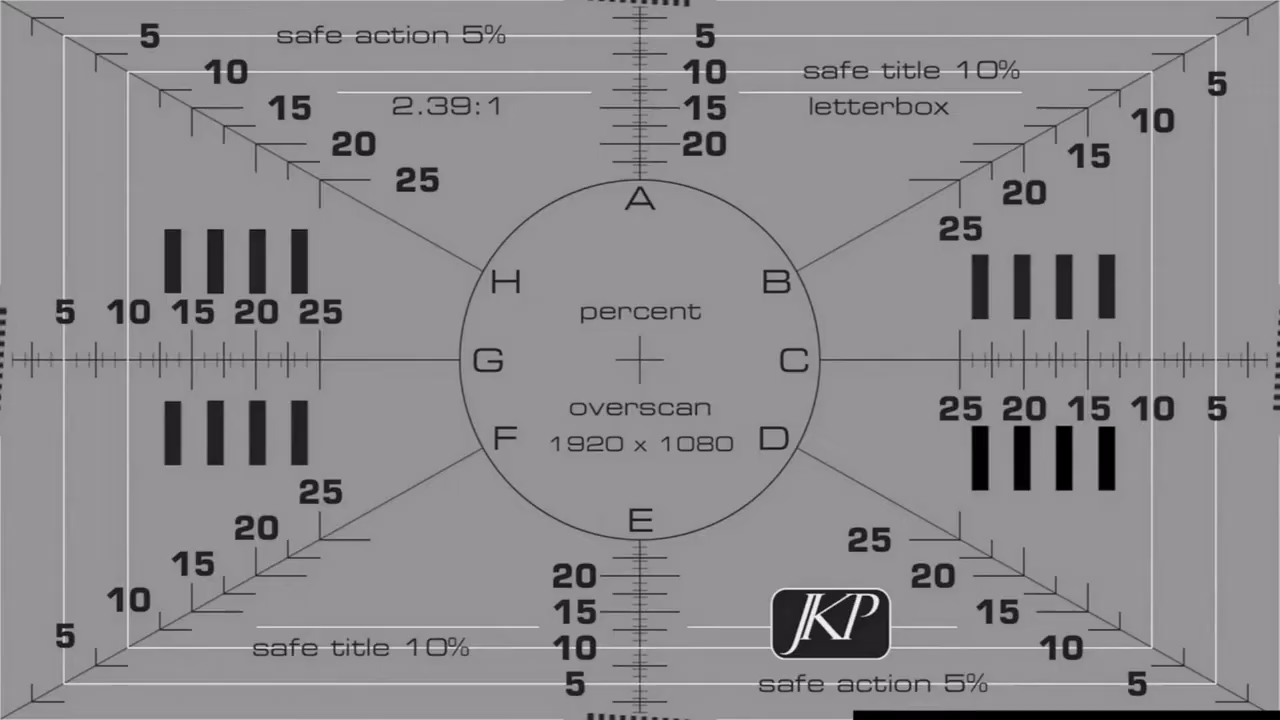 5 safe action 5% 5
10 10 safe title 10% 5
2.39:1 15 letterbox
15 10
20 20 15
25 20
A
25
H B
5 10 15 20 25 percent
G C
overscan 25 20 15 10 5
F 1920 x 1080 D
25
E
20 25
15 20 20
10 15 15
5 safe title 10% 10 JKP 10
5 safe action 5% 5